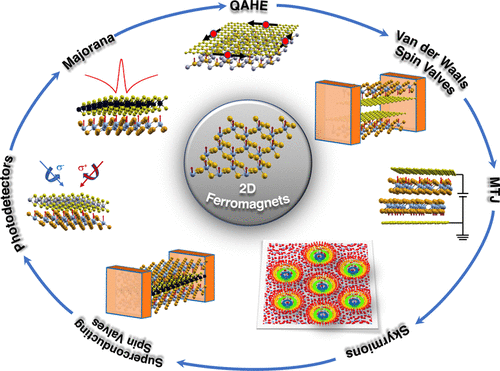 QAHE
Van der Waals
Spin Valves
MTJ
Skyrmions
Superconducting
Spin Valves
Photodetectors
Majorana
σ-
σ+
2D
Ferromagnets